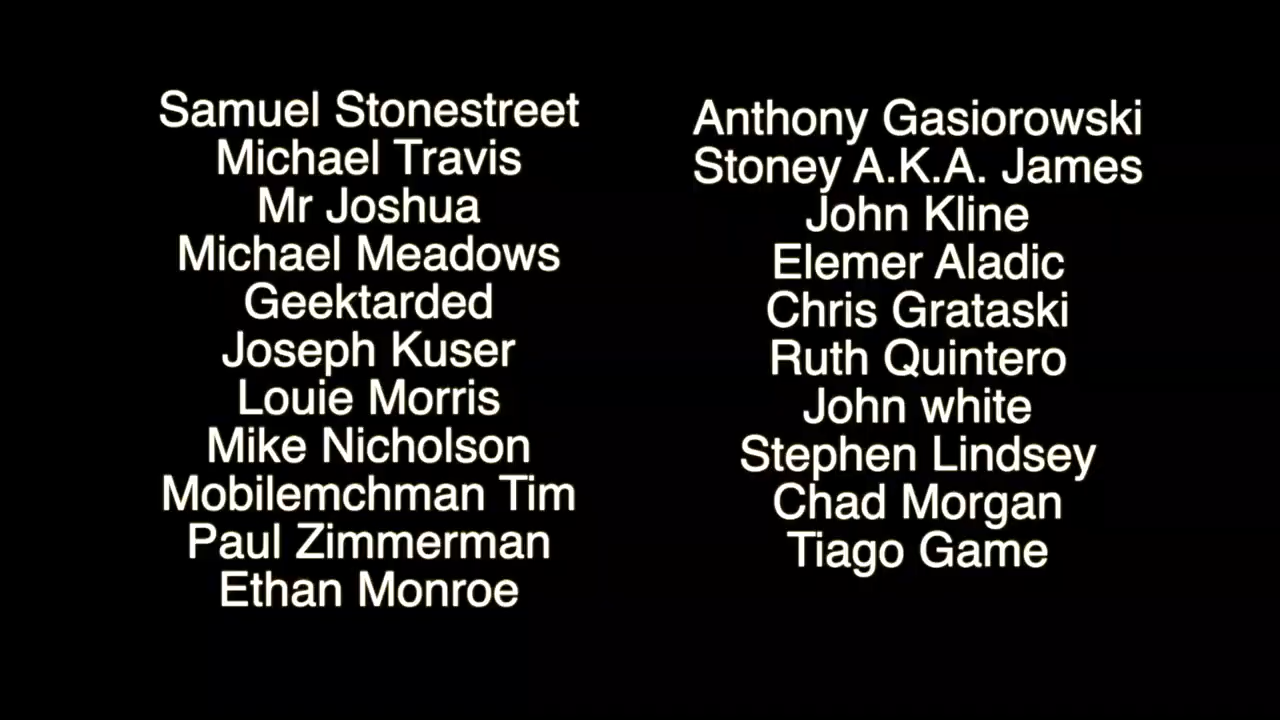 Samuel Stonestreet
Michael Travis
Mr Joshua
Michael Meadows
Geektarded
Joseph Kuser
Louie Morris
Mike Nicholson
Mobilemchman Tim
Paul Zimmerman
Ethan Monroe
Anthony Gasiorowski
Stoney A.K.A. James
John Kline
Elemer Aladic
Chris Grataski
Ruth Quintero
John white
Stephen Lindsey
Chad Morgan
Tiago Game